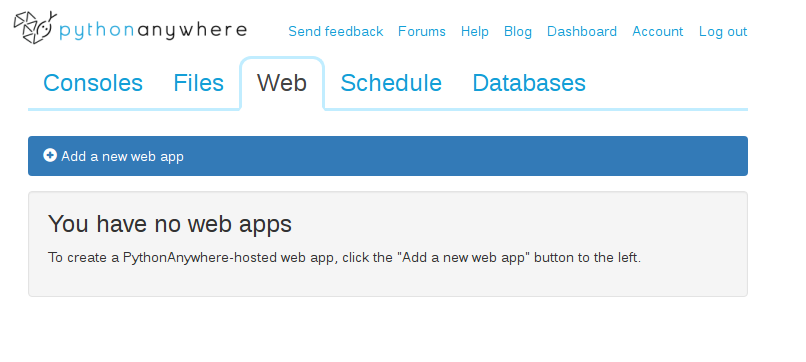 pythonanywhere
Send feedback Forums Help Blog Dashboard Account Log out
Consoles Files Web Schedule Databases
Add a new web app
You have no web apps
To create a PythonAnywhere-hosted web app, click the "Add a new web app" button to the left.